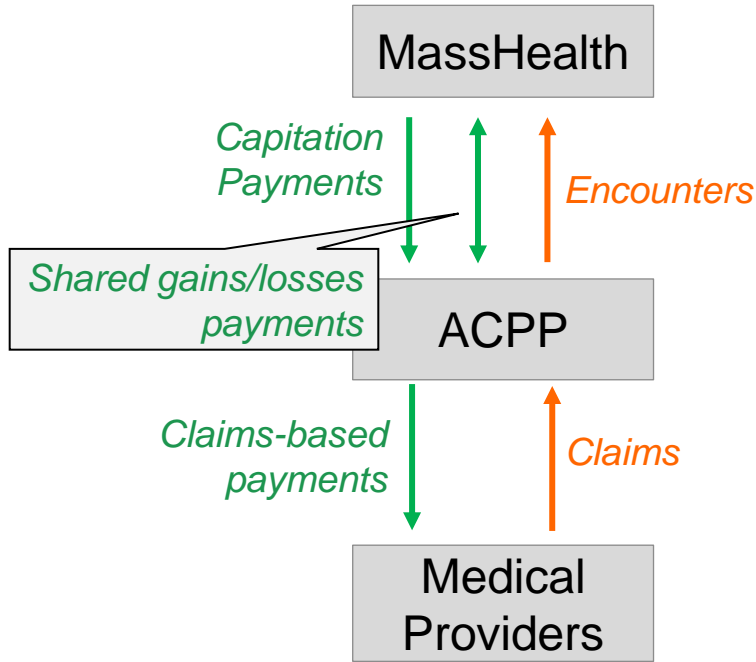 MassHealth
Capitation
Payments
Encounters
Shared gains/losses
payments
ACPP
Claims-based
payments
Claims
Medical
Providers